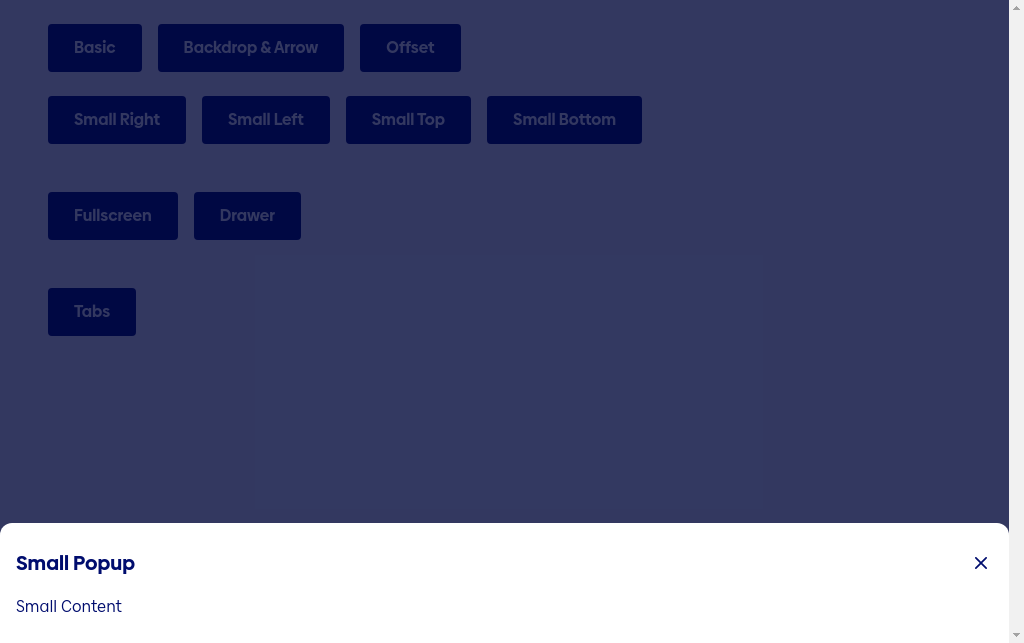 Basic Backdrop & Arrow Offset
Small Right Small Left Small Top Small Bottom
Fullscreen Drawer
Tabs
Small Popup
Small Content